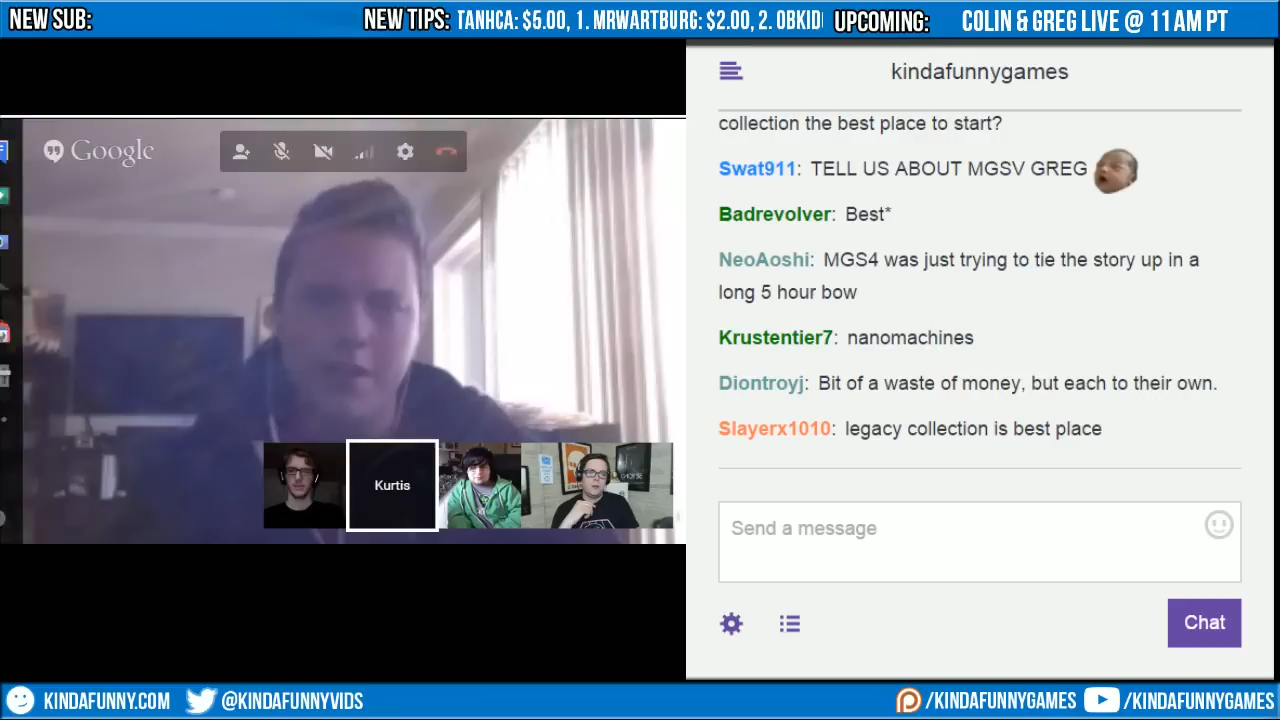 NEW SUB:
NEW TIPS: TANHCA: $5.00, 1. MRWARTBURG: $2.00, 2. OBKID
UPCOMING: COLIN & GREG LIVE @ 11 AM PT
kindafunnygames
collection the best place to start?
Swat911: TELL US ABOUT MGSV GREG
Badrevolver: Best*
NeoAoshi: MGS4 was just trying to tie the story up in a
long 5 hour bow
Krustentier7: nanomachines
Diontroyj: Bit of a waste of money, but each to their own.
Slayerx1010: legacy collection is best place
Send a message
Chat
Google
Kurtis
KINDAFUNNY.COM
@KINDAFUNNYVIDS
/KINDAFUNNYGAMES
/KINDAFUNNYGAMES